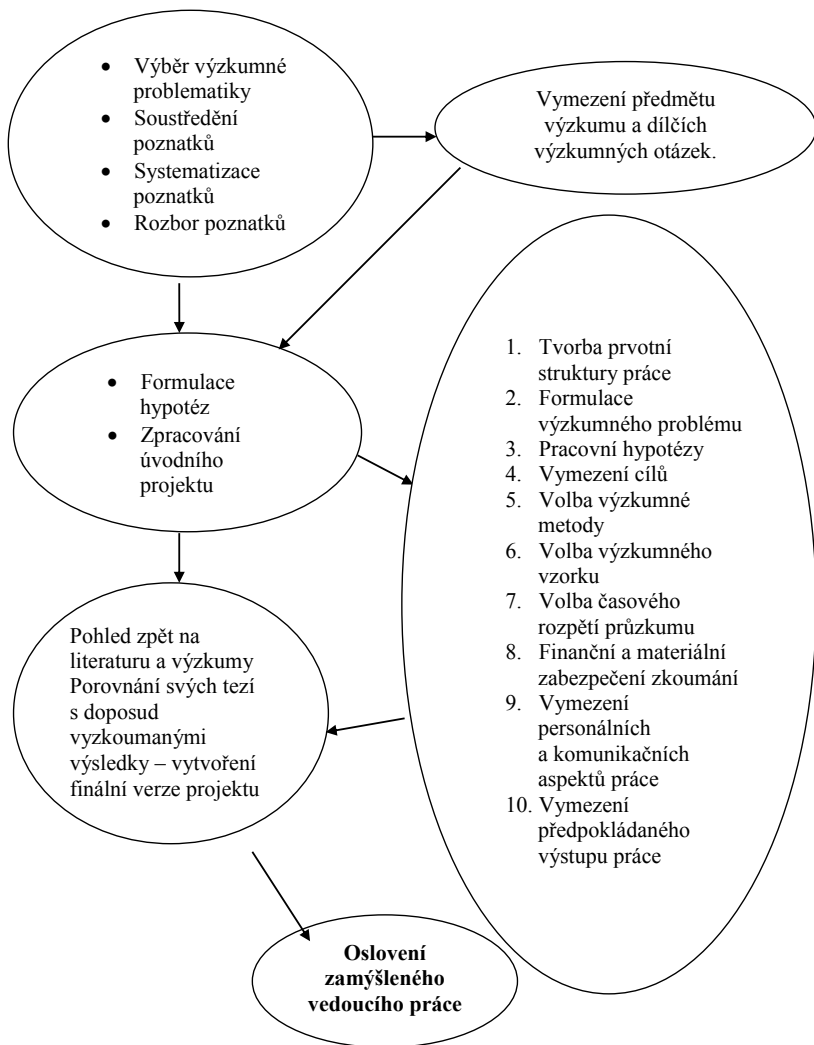 • Výběr výzkumné
problematiky
• Soustředění
poznatků
• Systematizace
poznatků
• Rozbor poznatků
Vymezení předmětu
výzkumu a dílčích
výzkumných otázek.
• Formulace
hypotéz
• Zpracování
úvodního
projektu
1. Tvorba prvotní
struktury práce
2. Formulace
výzkumného problému
3. Pracovní hypotézy
4. Vymezení cílů
5. Volba výzkumné
metody
6. Volba výzkumného
vzorku
7. Volba časového
rozpětí průzkumu
8. Finanční a materiální
zabezpečení zkoumání
9. Vymezení
personálních
a komunikačních
aspektů práce
10. Vymezení
předpokládaného
výstupu práce
Pohled zpět na
literaturu a výzkumy
Porovnání svých tezí
s doposud
vyzkoumanými
výsledky – vytvoření
finální verze projektu
Oslovení
zamýšleného
vedoucího práce